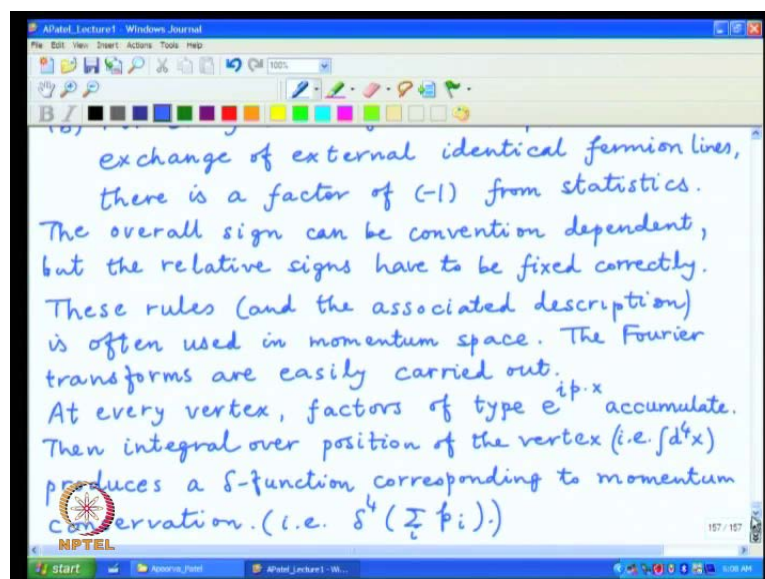 APatel_Lecture1 - Windows Journal
File Edit View Insert Actions Tools Help
100%
B I
exchange of external identical fermion lines,
there is a factor of (-1) from statistics.
The overall sign can be convention dependent,
but the relative signs have to be fixed correctly.
These rules (and the associated description)
is often used in momentum space. The Fourier
transforms are easily carried out.
At every vertex, factors of type e^{ip·x} accumulate.
Then integral over position of the vertex (i.e. ∫d⁴x)
produces a δ-function corresponding to momentum
conservation. (i.e. δ⁴(Σ_i p_i).)
NPTEL
157 / 157
start Apoorva_Patel APatel_Lecture1 - Wi... 6:08 AM